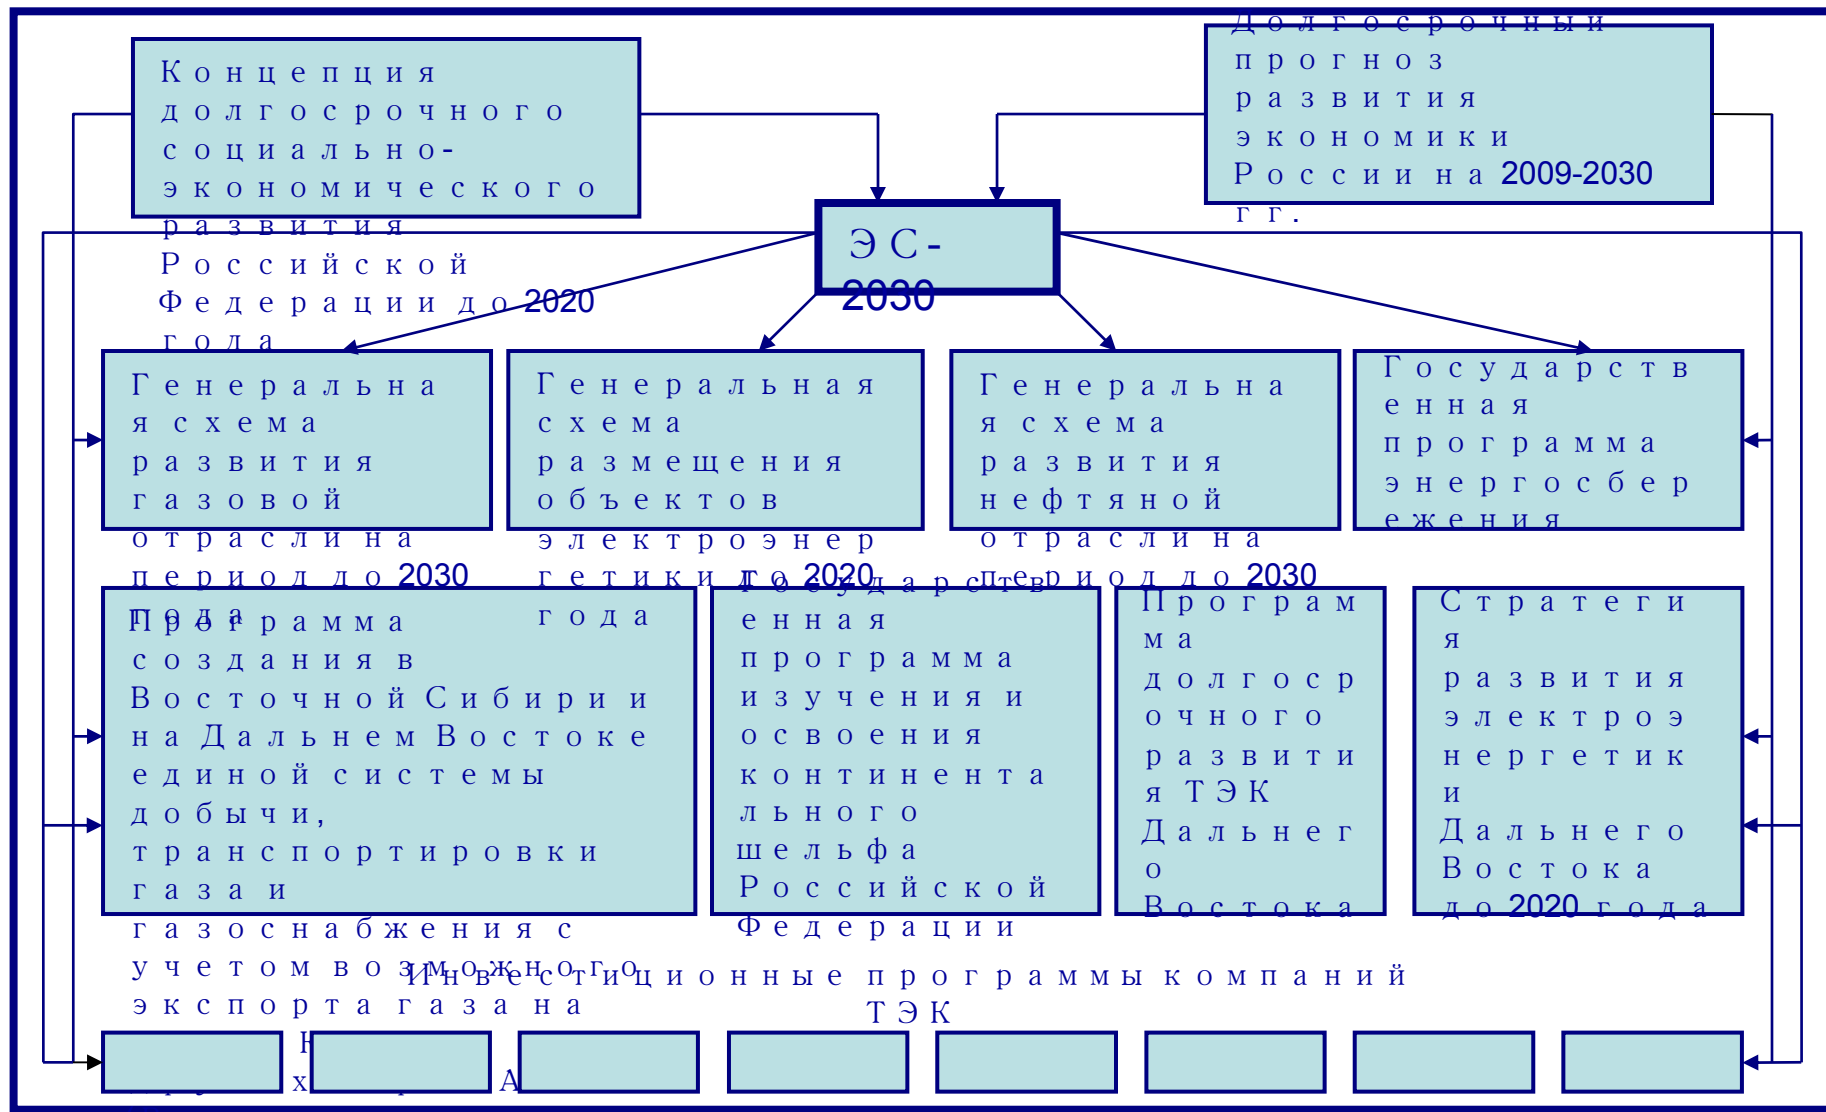 Концепция
долгосрочного
социально-
экономического
развития
Российской
Федерации до 2020
года
Долгосрочный
прогноз
развития
экономики
России на 2009-2030
гг.
ЭС-
2030
Генеральна
я схема
развития
газовой
отрасли на
период до 2030
года
Генеральная
схема
размещения
объектов
электроэнер
гетики до 2020
года
Генеральна
я схема
развития
нефтяной
отрасли на
период до 2030
Государств
енная
программа
энергосбер
ежения
Программа
создания в
Восточной Сибири и
на Дальнем Востоке
единой системы
добычи,
транспортировки
газа и
газоснабжения с
учетом возможного
экспорта газа на
Государств
енная
программа
изучения и
освоения
континента
льного
шельфа
Российской
Федерации
Програм
ма
долгоср
очного
развити
я ТЭК
Дальнег
о
Востока
Стратеги
я
развития
электроэ
нергетик
и
Дальнего
Востока
до 2020 года
Инвестиционные программы компаний
ТЭК